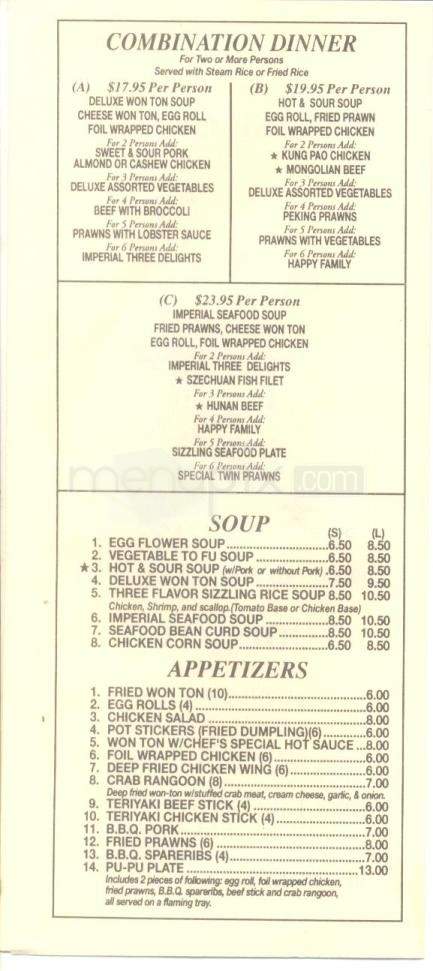 COMBINATION DINNER
For Two or More Persons
Served with Steam Rice or Fried Rice
(A) $17.95 Per Person
DELUXE WON TON SOUP
CHEESE WON TON, EGG ROLL
FOIL WRAPPED CHICKEN
For 2 Persons Add:
SWEET & SOUR PORK
ALMOND OR CASHEW CHICKEN
For 3 Persons Add:
DELUXE ASSORTED VEGETABLES
For 4 Persons Add:
BEEF WITH BROCCOLI
For 5 Persons Add:
PRAWNS WITH LOBSTER SAUCE
For 6 Persons Add:
IMPERIAL THREE DELIGHTS
(B) $19.95 Per Person
HOT & SOUR SOUP
EGG ROLL, FRIED PRAWN
FOIL WRAPPED CHICKEN
For 2 Persons Add:
★ KUNG PAO CHICKEN
★ MONGOLIAN BEEF
For 3 Persons Add:
DELUXE ASSORTED VEGETABLES
For 4 Persons Add:
PEKING PRAWNS
For 5 Persons Add:
PRAWNS WITH VEGETABLES
For 6 Persons Add:
HAPPY FAMILY
(C) $23.95 Per Person
IMPERIAL SEAFOOD SOUP
FRIED PRAWNS, CHEESE WON TON
EGG ROLL, FOIL WRAPPED CHICKEN
For 2 Persons Add:
IMPERIAL THREE DELIGHTS
★ SZECHUAN FISH FILET
For 3 Persons Add:
★ HUNAN BEEF
For 4 Persons Add:
HAPPY FAMILY
For 5 Persons Add:
SIZZLING SEAFOOD PLATE
For 6 Persons Add:
SPECIAL TWIN PRAWNS
menupix.com
SOUP
(S) (L)
1. EGG FLOWER SOUP.......................6.50 8.50
2. VEGETABLE TO FU SOUP................6.50 8.50
★3. HOT & SOUR SOUP (w/Pork or without Pork) .6.50 8.50
4. DELUXE WON TON SOUP................7.50 9.50
5. THREE FLAVOR SIZZLING RICE SOUP 8.50 10.50
Chicken, Shrimp, and scallop.(Tomato Base or Chicken Base)
6. IMPERIAL SEAFOOD SOUP..............8.50 10.50
7. SEAFOOD BEAN CURD SOUP............8.50 10.50
8. CHICKEN CORN SOUP....................6.50 8.50
APPETIZERS
1. FRIED WON TON (10)..............................6.00
2. EGG ROLLS (4).....................................6.00
3. CHICKEN SALAD ...................................8.00
4. POT STICKERS (FRIED DUMPLING)(6)............6.00
5. WON TON W/CHEF'S SPECIAL HOT SAUCE ...8.00
6. FOIL WRAPPED CHICKEN (6) .....................6.00
7. DEEP FRIED CHICKEN WING (6) ..................6.00
8. CRAB RANGOON (8) ..............................7.00
Deep fried won-ton w/stuffed crab meat, cream cheese, garlic, & onion.
9. TERIYAKI BEEF STICK (4) .........................6.00
10. TERIYAKI CHICKEN STICK (4) ...................6.00
11. B.B.Q. PORK.......................................7.00
12. FRIED PRAWNS (6) ...............................8.00
13. B.B.Q. SPARERIBS (4)............................7.00
14. PU-PU PLATE .....................................13.00
Includes 2 pieces of following: egg roll, foil wrapped chicken,
fried prawns, B.B.Q. spareribs, beef stick and crab rangoon,
all served on a flaming tray.